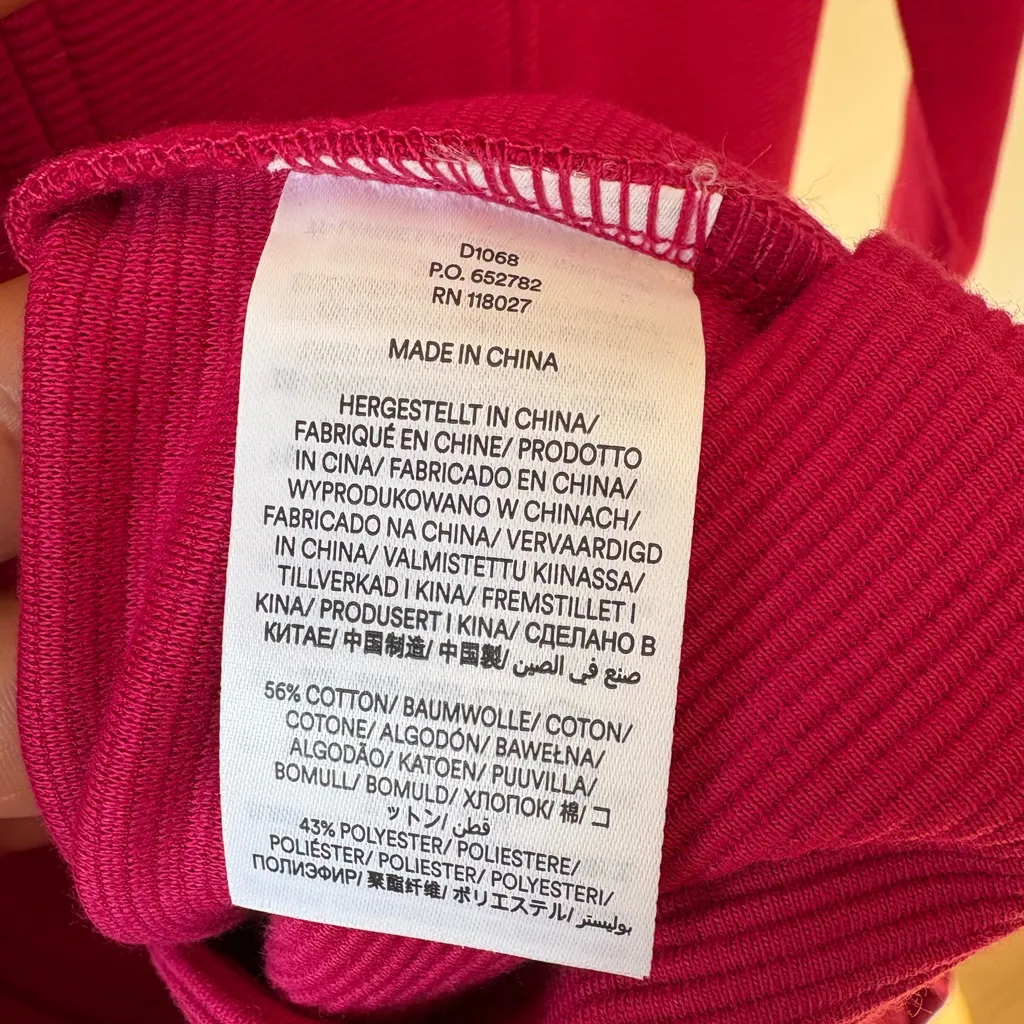 D1068
P.O. 652782
RN 118027
MADE IN CHINA
HERGESTELLT IN CHINA/
FABRIQUÉ EN CHINE/ PRODOTTO
IN CINA/ FABRICADO EN CHINA/
WYPRODUKOWANO W CHINACH/
FABRICADO NA CHINA/ VERVAARDIGD
IN CHINA/ VALMISTETTU KIINASSA/
TILLVERKAD I KINA/ FREMSTILLET I
KINA/ PRODUSERT I KINA/ СДЕЛАНО В
КИТАЕ/ 中国制造/ 中国製/ صنع في الصين
56% COTTON/ BAUMWOLLE/ COTON/
COTONE/ ALGODÓN/ BAWEŁNA/
ALGODÃO/ KATOEN/ PUUVILLA/
BOMULL/ BOMULD/ ХЛОПОК/ 棉/ コ
ットン/ قطن
43% POLYESTER/ POLIESTERE/
POLIÉSTER/ POLIESTER/ POLYESTERI/
ПОЛИЭФИР/ 聚酯纤维/ ポリエステル/ بوليستر